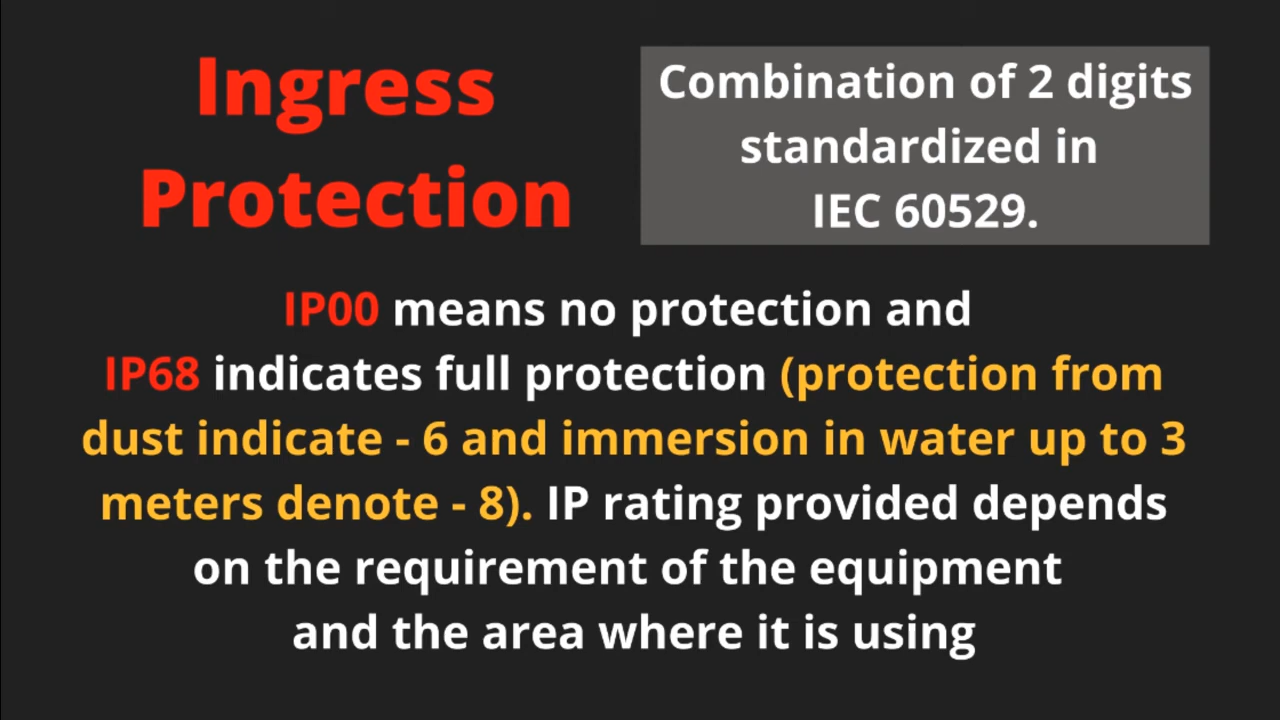 Ingress
Protection
Combination of 2 digits
standardized in
IEC 60529.
IP00 means no protection and
IP68 indicates full protection (protection from
dust indicate - 6 and immersion in water up to 3
meters denote - 8). IP rating provided depends
on the requirement of the equipment
and the area where it is using